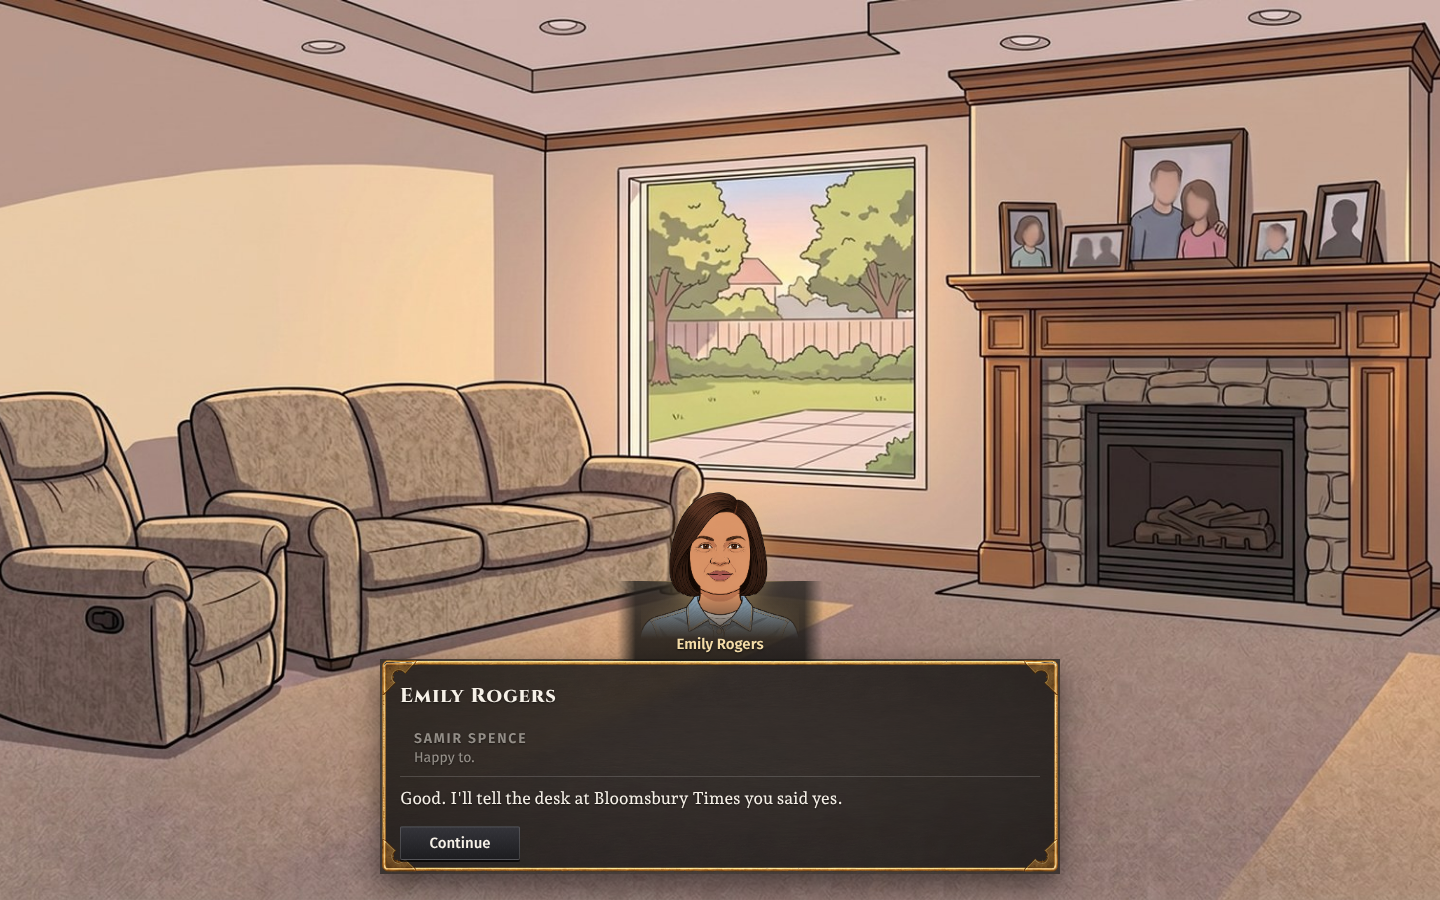 Emily Rogers
Emily Rogers
SAMIR SPENCE
Happy to.
Good. I'll tell the desk at Bloomsbury Times you said yes.
Continue